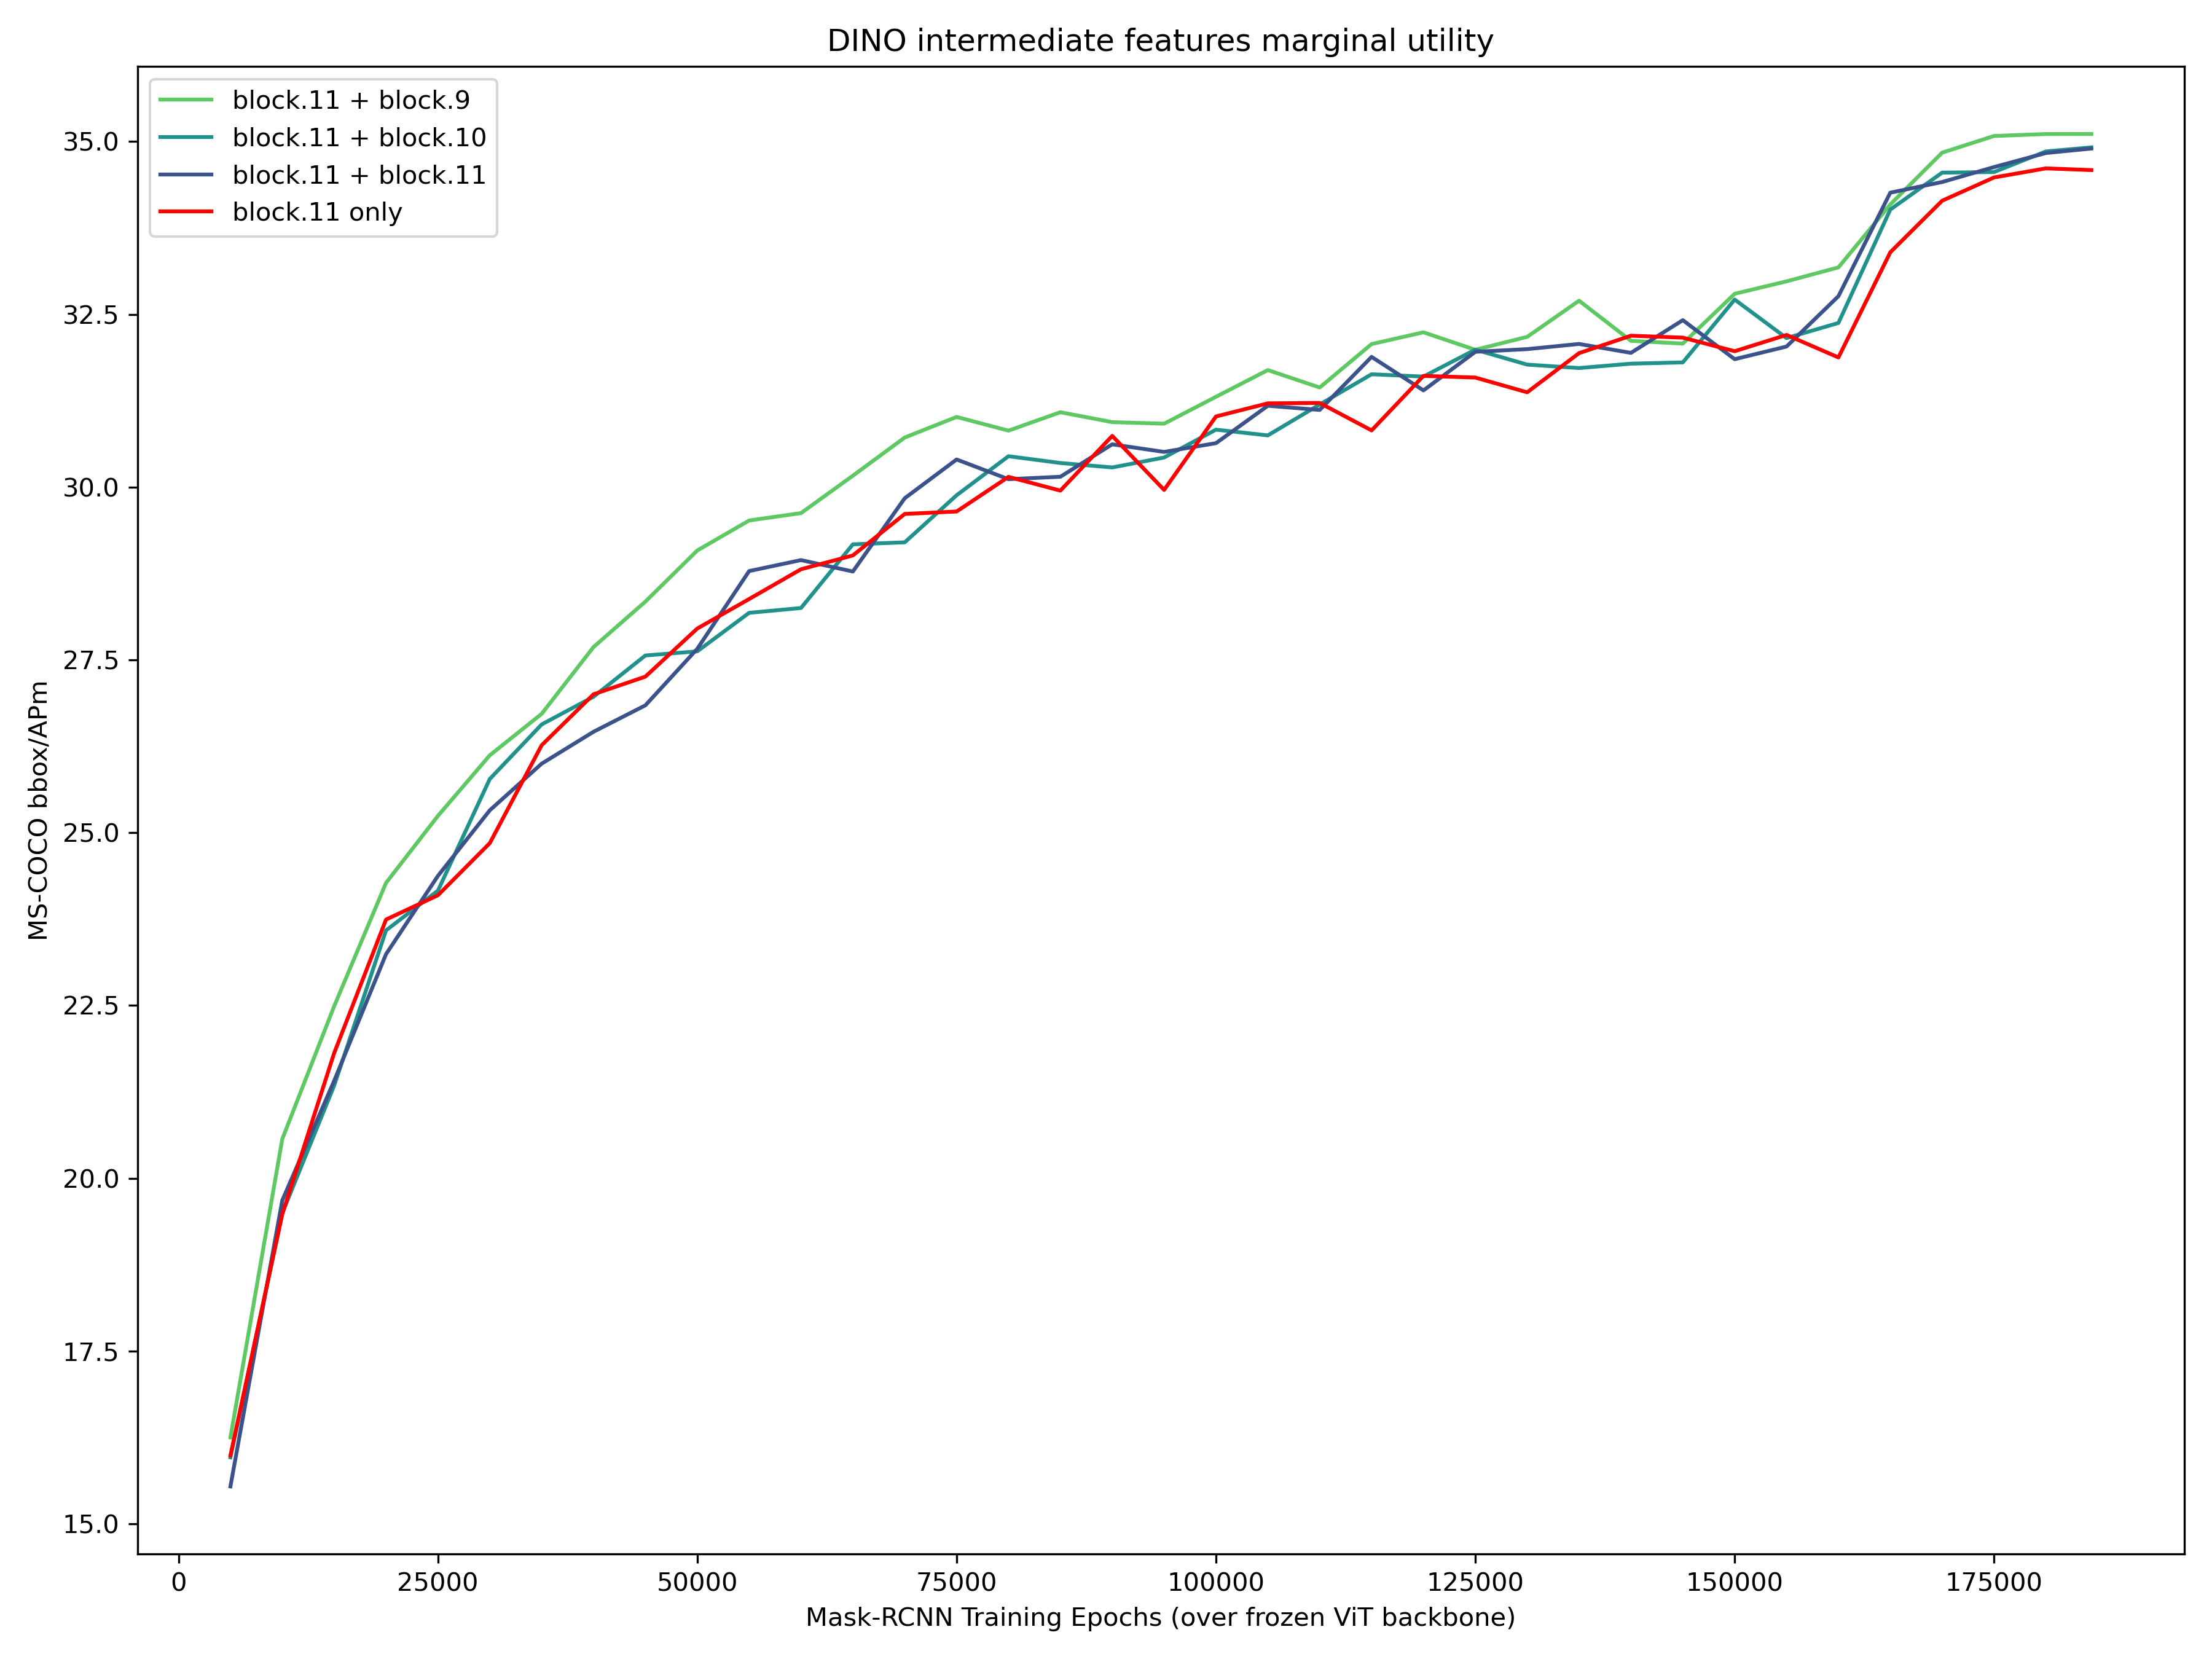 DINO intermediate features marginal utility
block.11 + block.9
block.11 + block.10
block.11 + block.11
block.11 only
35.0
32.5
30.0
27.5
25.0
22.5
20.0
17.5
15.0
MS-COCO bbox/APm
0 25000 50000 75000 100000 125000 150000 175000
Mask-RCNN Training Epochs (over frozen ViT backbone)